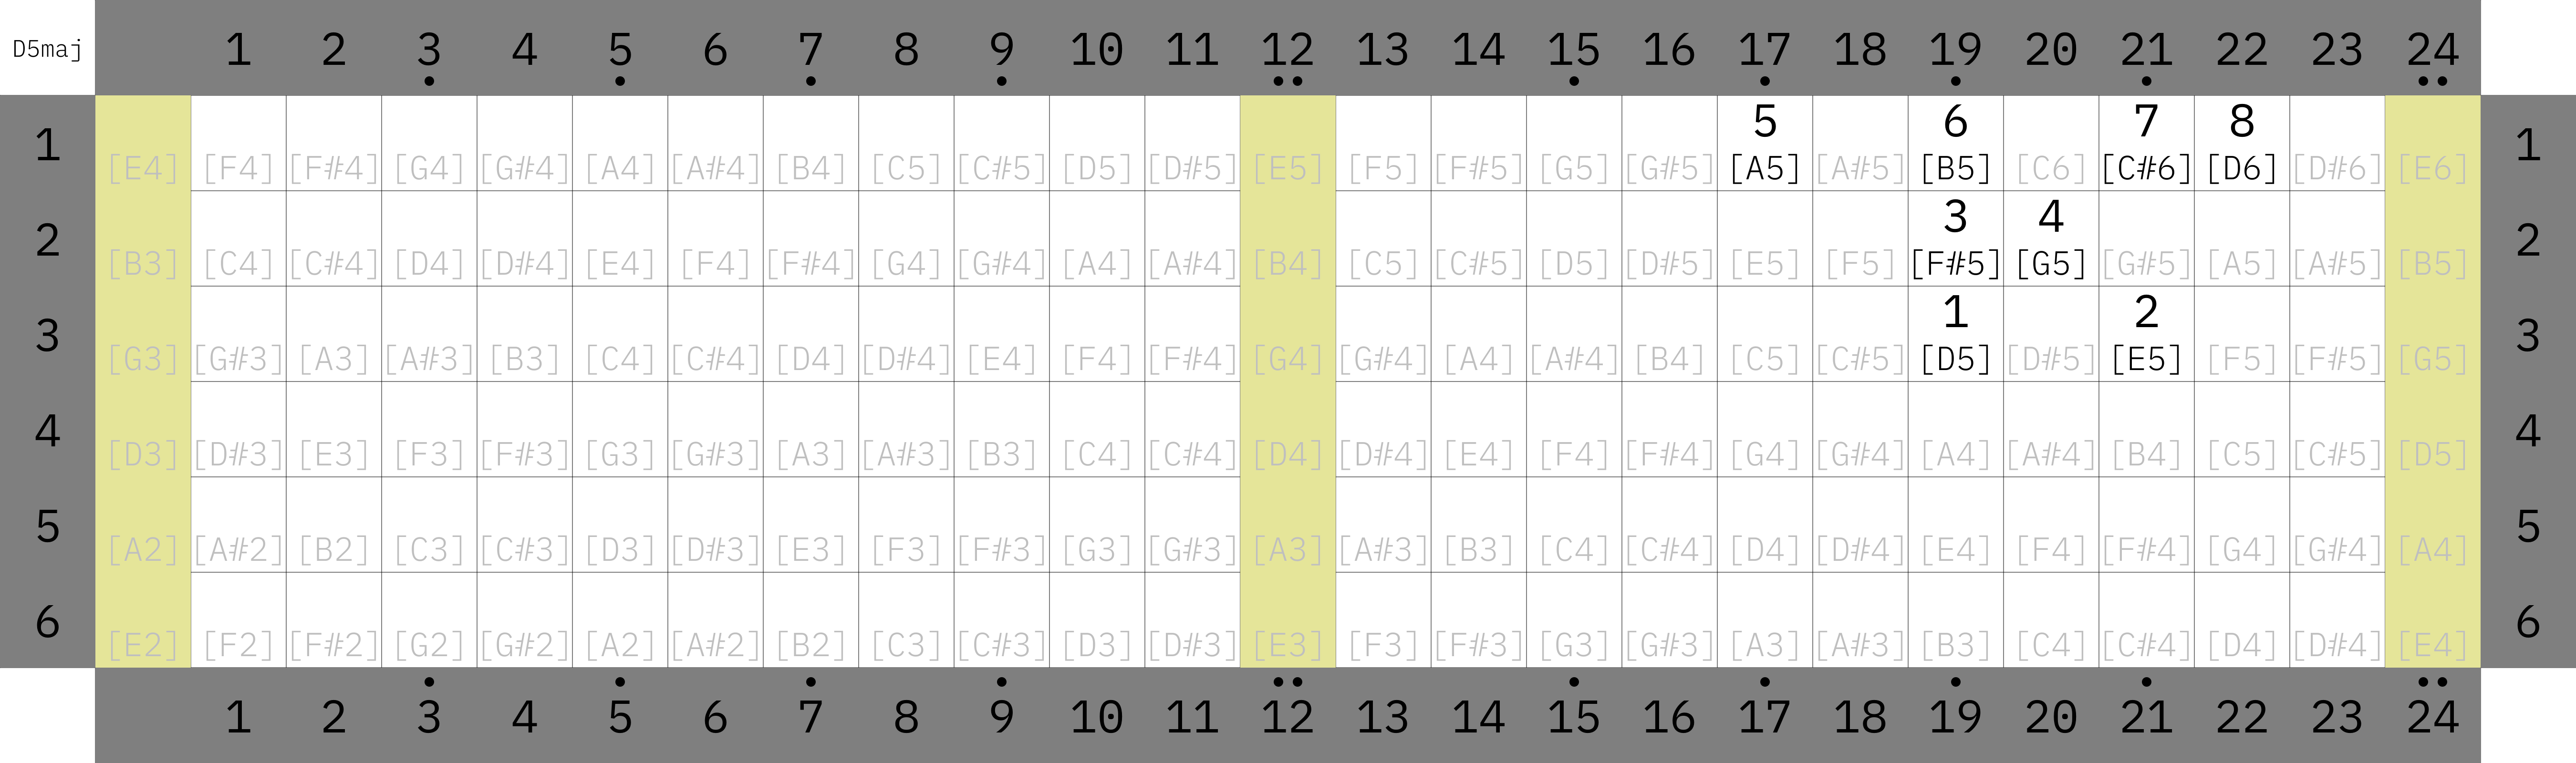 D5maj 1 2 3 4 5 6 7 8 9 10 11 12 13 14 15 16 17 18 19 20 21 22 23 24
5 6 7 8
1 [E4] [F4] [F#4] [G4] [G#4] [A4] [A#4] [B4] [C5] [C#5] [D5] [D#5] [E5] [F5] [F#5] [G5] [G#5] [A5] [A#5] [B5] [C6] [C#6] [D6] [D#6] [E6] 1
3 4
2 [B3] [C4] [C#4] [D4] [D#4] [E4] [F4] [F#4] [G4] [G#4] [A4] [A#4] [B4] [C5] [C#5] [D5] [D#5] [E5] [F5] [F#5] [G5] [G#5] [A5] [A#5] [B5] 2
1 2
3 [G3] [G#3] [A3] [A#3] [B3] [C4] [C#4] [D4] [D#4] [E4] [F4] [F#4] [G4] [G#4] [A4] [A#4] [B4] [C5] [C#5] [D5] [D#5] [E5] [F5] [F#5] [G5] 3
4 [D3] [D#3] [E3] [F3] [F#3] [G3] [G#3] [A3] [A#3] [B3] [C4] [C#4] [D4] [D#4] [E4] [F4] [F#4] [G4] [G#4] [A4] [A#4] [B4] [C5] [C#5] [D5] 4
5 [A2] [A#2] [B2] [C3] [C#3] [D3] [D#3] [E3] [F3] [F#3] [G3] [G#3] [A3] [A#3] [B3] [C4] [C#4] [D4] [D#4] [E4] [F4] [F#4] [G4] [G#4] [A4] 5
6 [E2] [F2] [F#2] [G2] [G#2] [A2] [A#2] [B2] [C3] [C#3] [D3] [D#3] [E3] [F3] [F#3] [G3] [G#3] [A3] [A#3] [B3] [C4] [C#4] [D4] [D#4] [E4] 6
1 2 3 4 5 6 7 8 9 10 11 12 13 14 15 16 17 18 19 20 21 22 23 24